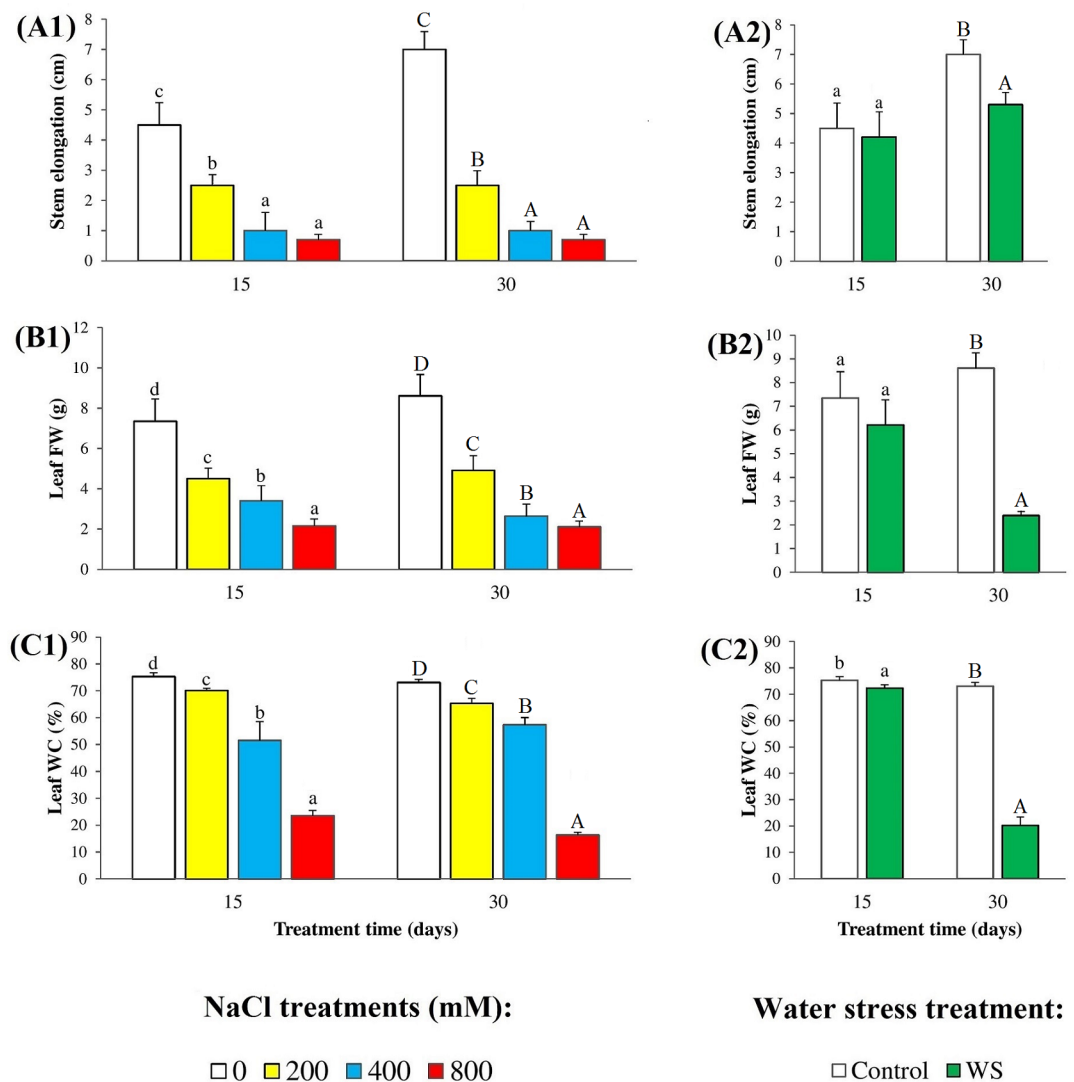 (A1)
Stem elongation (cm)
8
7
6
5
4
3
2
1
0
c
b
a
a
C
B
A
A
15
30
(A2)
Stem elongation (cm)
8
7
6
5
4
3
2
1
0
a
a
B
A
15
30
(B1)
Leaf FW (g)
12
10
8
6
4
2
0
d
c
b
a
D
C
B
A
15
30
(B2)
Leaf FW (g)
10
9
8
7
6
5
4
3
2
1
0
a
a
B
A
15
30
(C1)
Leaf WC (%)
90
80
70
60
50
40
30
20
10
0
d
c
b
a
D
C
B
A
15
30
Treatment time (days)
(C2)
Leaf WC (%)
90
80
70
60
50
40
30
20
10
0
b
a
B
A
15
30
Treatment time (days)
NaCl treatments (mM):
0 200 400 800
Water stress treatment:
Control WS